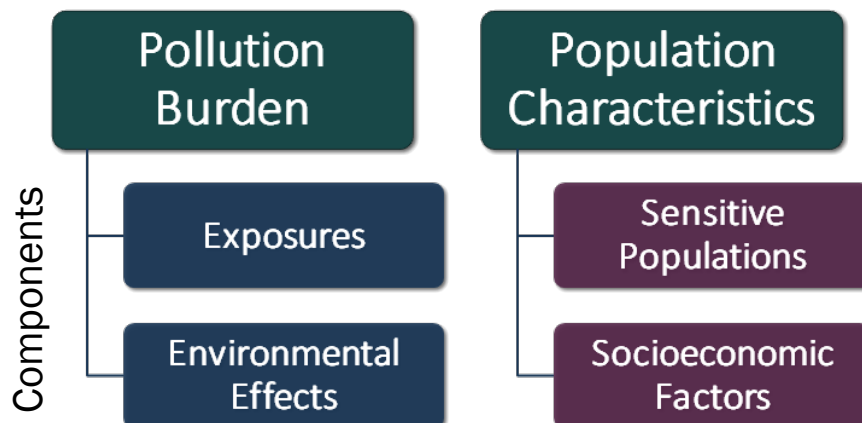 Pollution
Burden
Population
Characteristics
Components
Exposures
Sensitive
Populations
Environmental
Effects
Socioeconomic
Factors